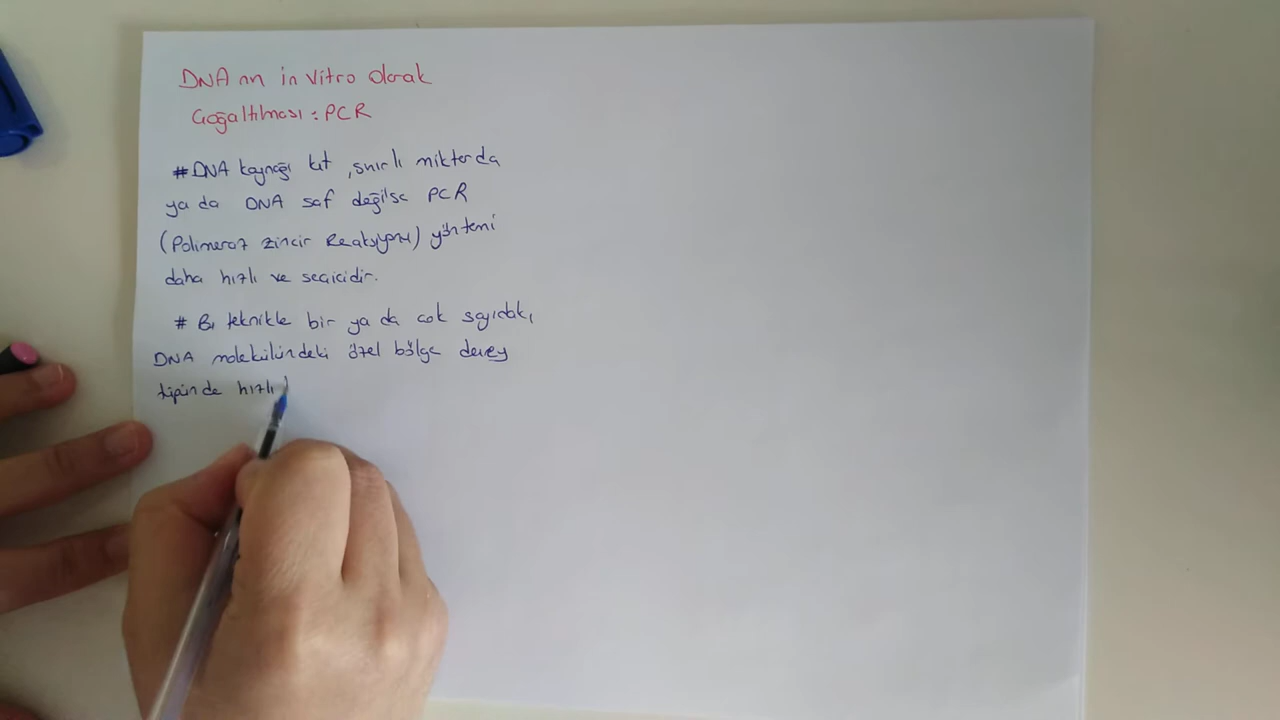 DNA nın in vitro olarak
Çoğaltılması : PCR
# DNA kaynağı kıt , sınırlı miktarda
ya da DNA saf değilse PCR
(Polimeraz zincir Reaksiyonu) yöntemi
daha hızlı ve seçicidir.
# Bu teknikle bir ya da çok sayıdaki
DNA molekülündeki özel bölge deney
tüpünde hızlı